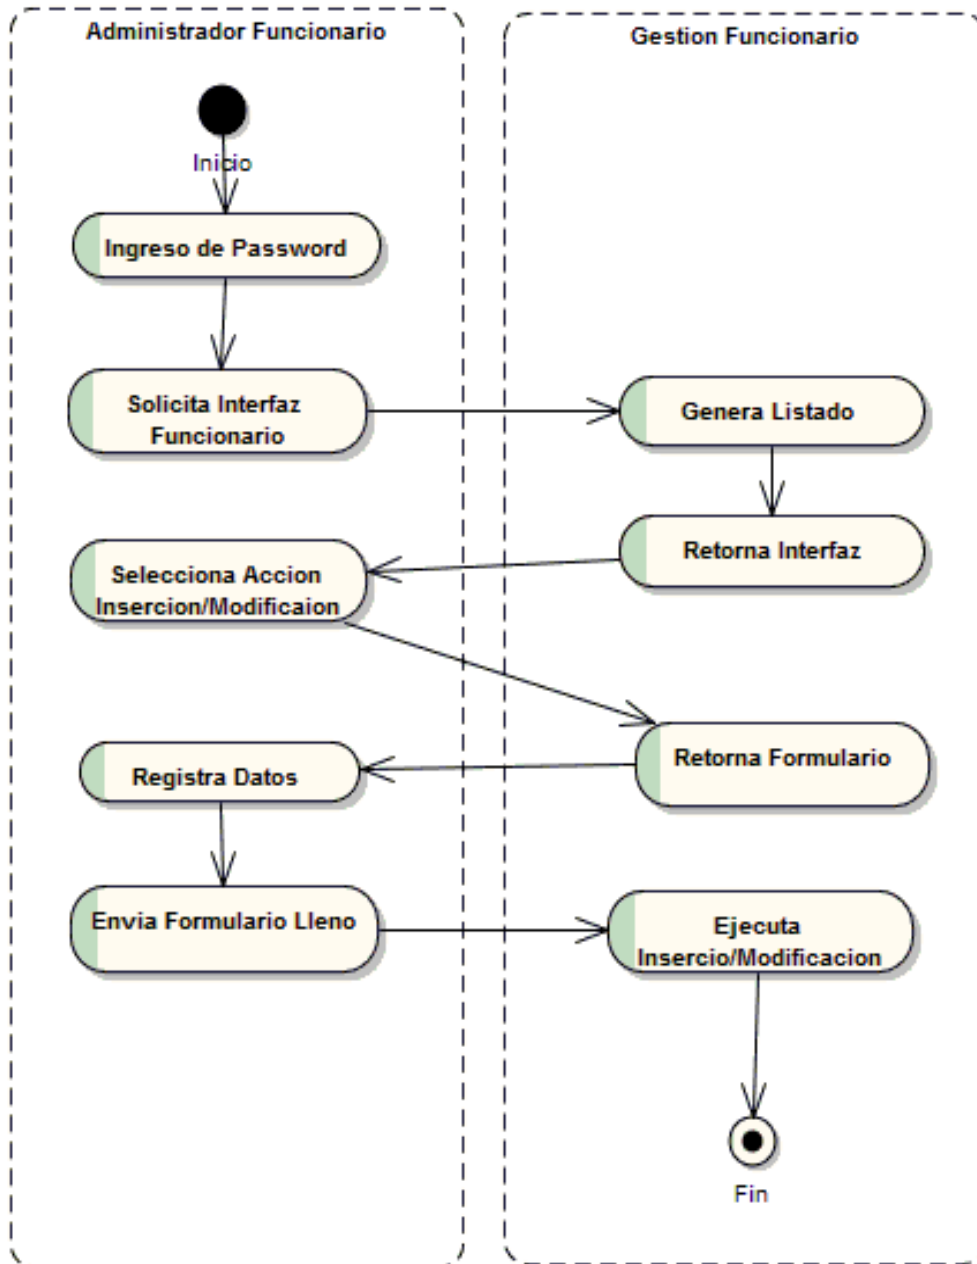 Administrador Funcionario
Gestion Funcionario
Inicio
Ingreso de Password
Solicita Interfaz
Funcionario
Genera Listado
Retorna Interfaz
Selecciona Accion
Insercion/Modificaion
Retorna Formulario
Registra Datos
Envia Formulario Lleno
Ejecuta
Insercio/Modificacion
Fin